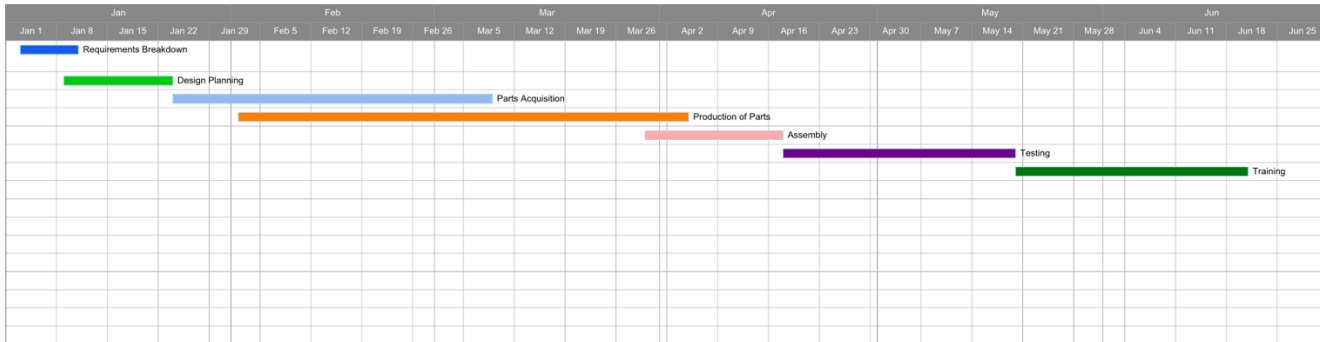 Jan Feb Mar Apr May Jun
Jan 1 Jan 8 Jan 15 Jan 22 Jan 29 Feb 5 Feb 12 Feb 19 Feb 26 Mar 5 Mar 12 Mar 19 Mar 26 Apr 2 Apr 9 Apr 16 Apr 23 Apr 30 May 7 May 14 May 21 May 28 Jun 4 Jun 11 Jun 18 Jun 25
Requirements Breakdown
Design Planning
Parts Acquisition
Production of Parts
Assembly
Testing
Training